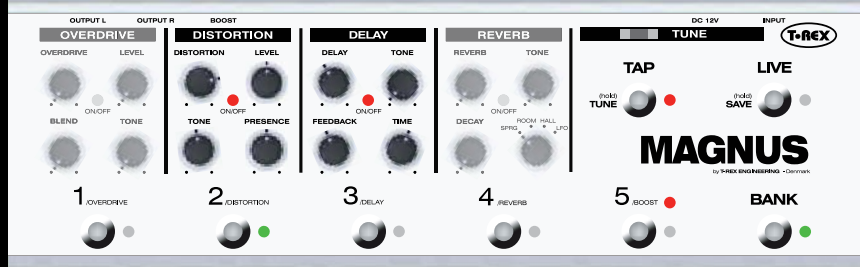 OUTPUT L OUTPUT R BOOST DC 12V INPUT
OVERDRIVE DISTORTION DELAY REVERB TUNE T-REX
OVERDRIVE LEVEL DISTORTION LEVEL DELAY TONE REVERB TONE
TAP LIVE
(hold) TUNE (hold) SAVE
ON/OFF ON/OFF ON/OFF ON/OFF
BLEND TONE TONE PRESENCE FEEDBACK TIME DECAY SPRG ROOM HALL LFO
MAGNUS
by T-REX ENGINEERING - Denmark
1 /OVERDRIVE 2 /DISTORTION 3 /DELAY 4 /REVERB 5 /BOOST BANK